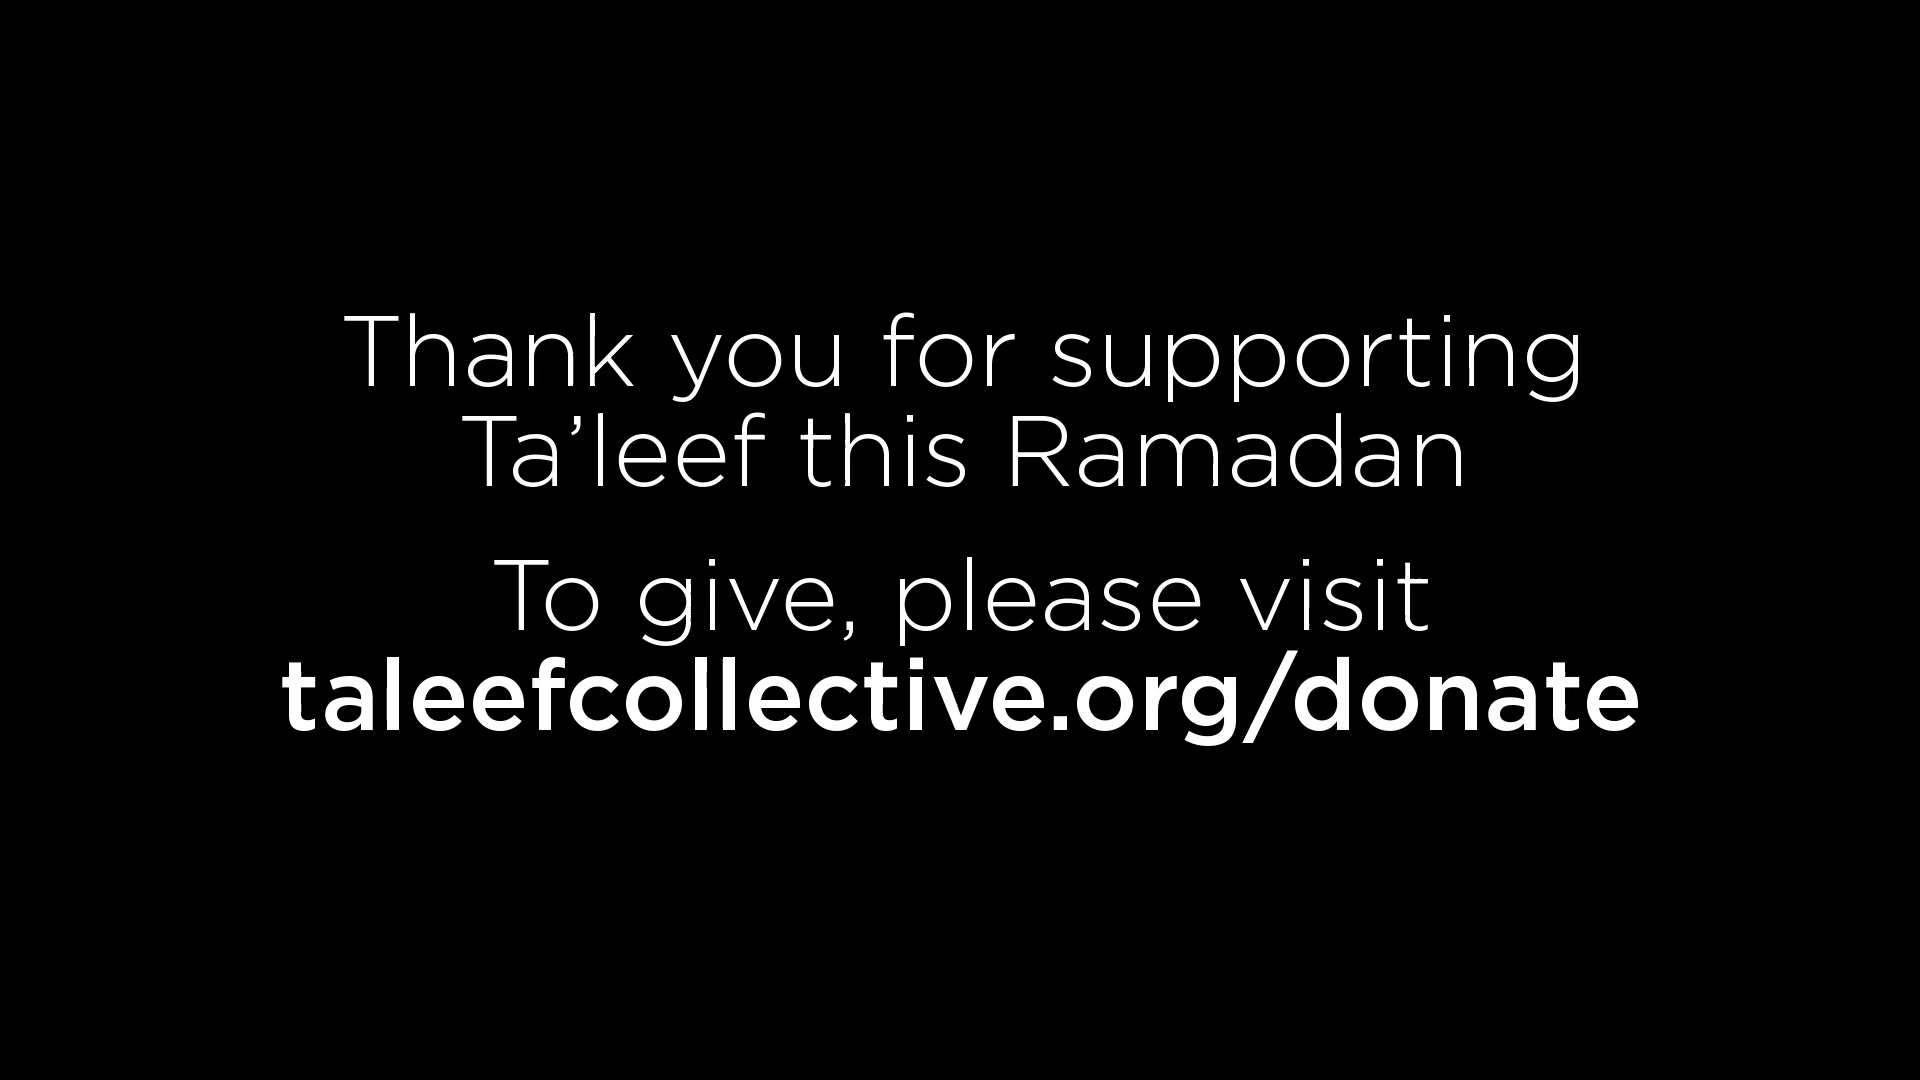 Thank you for supporting
Ta’leef this Ramadan
To give, please visit
taleefcollective.org/donate